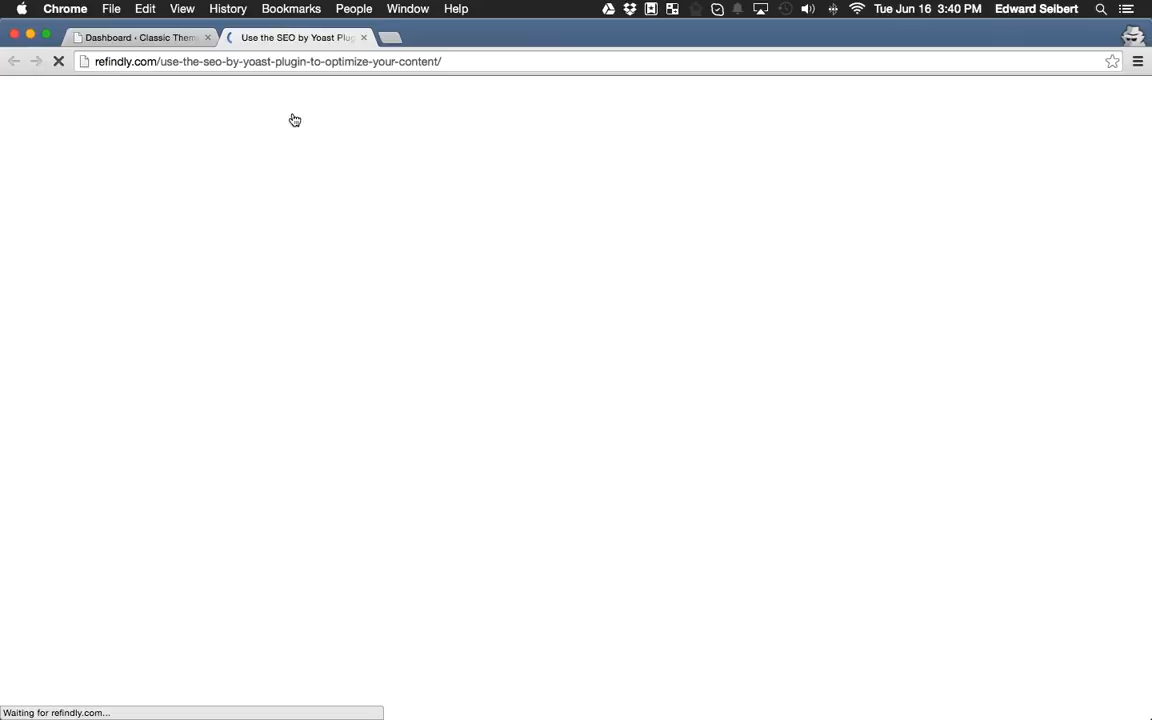 Chrome File Edit View History Bookmarks People Window Help Tue Jun 16 3:40 PM Edward Seibert
Dashboard ‹ Classic Them Use the SEO by Yoast Plug
refindly.com/use-the-seo-by-yoast-plugin-to-optimize-your-content/
Waiting for refindly.com...